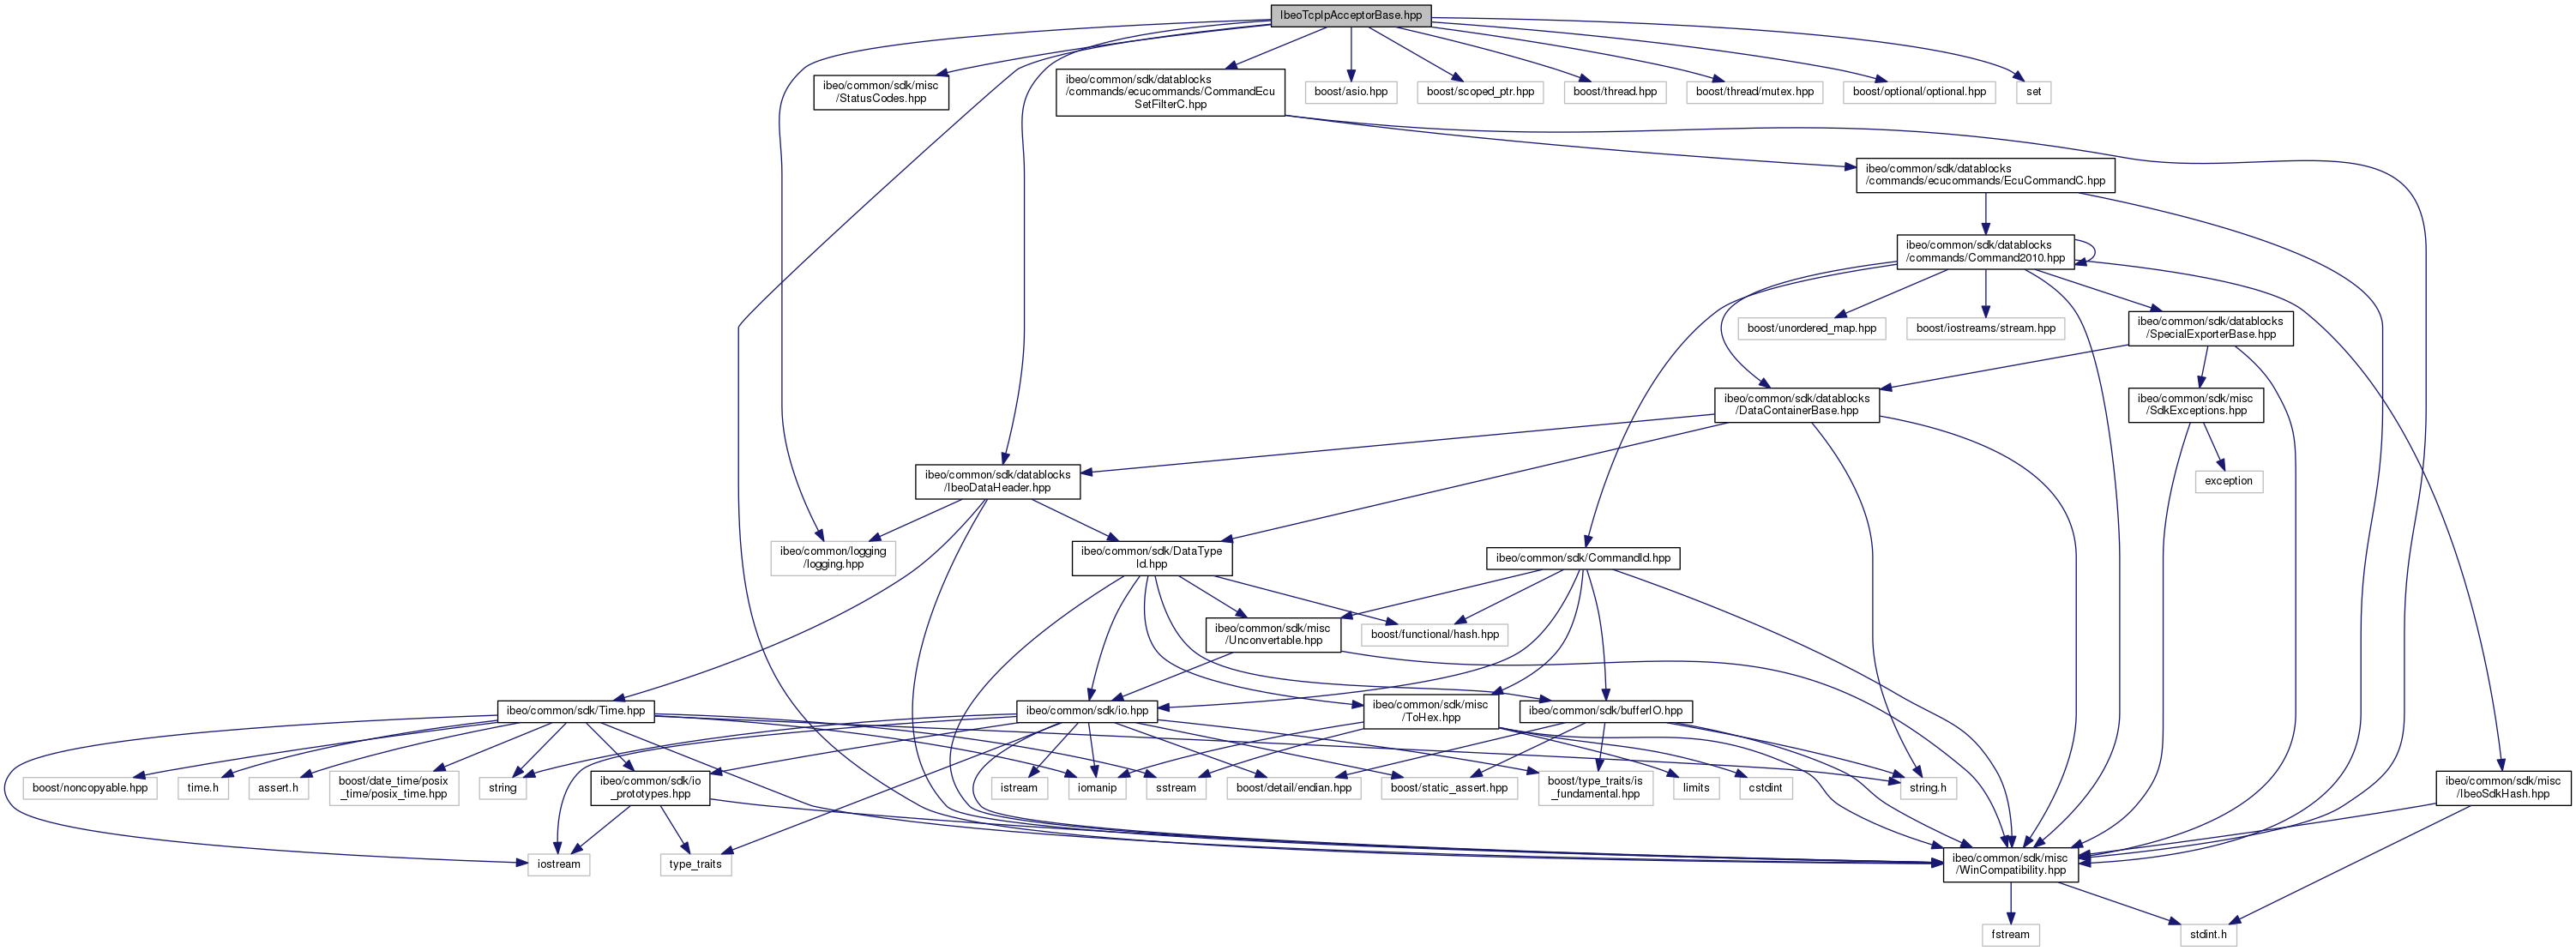 IbeoTcpIpAcceptorBase.hpp
ibeo/common/sdk/misc
/StatusCodes.hpp
ibeo/common/sdk/datablocks
/commands/ecucommands/CommandEcu
SetFilterC.hpp
boost/asio.hpp
boost/scoped_ptr.hpp
boost/thread.hpp
boost/thread/mutex.hpp
boost/optional/optional.hpp
set
ibeo/common/sdk/datablocks
/commands/ecucommands/EcuCommandC.hpp
ibeo/common/sdk/datablocks
/commands/Command2010.hpp
boost/unordered_map.hpp
boost/iostreams/stream.hpp
ibeo/common/sdk/datablocks
/SpecialExporterBase.hpp
ibeo/common/sdk/datablocks
/DataContainerBase.hpp
ibeo/common/sdk/misc
/SdkExceptions.hpp
ibeo/common/sdk/datablocks
/IbeoDataHeader.hpp
exception
ibeo/common/logging
/logging.hpp
ibeo/common/sdk/DataType
Id.hpp
ibeo/common/sdk/CommandId.hpp
ibeo/common/sdk/misc
/Unconvertable.hpp
boost/functional/hash.hpp
ibeo/common/sdk/Time.hpp
ibeo/common/sdk/io.hpp
ibeo/common/sdk/misc
/ToHex.hpp
ibeo/common/sdk/bufferIO.hpp
boost/noncopyable.hpp
time.h
assert.h
boost/date_time/posix
_time/posix_time.hpp
string
ibeo/common/sdk/io
_prototypes.hpp
istream
iomanip
sstream
boost/detail/endian.hpp
boost/static_assert.hpp
boost/type_traits/is
_fundamental.hpp
limits
cstdint
string.h
ibeo/common/sdk/misc
/IbeoSdkHash.hpp
iostream
type_traits
ibeo/common/sdk/misc
/WinCompatibility.hpp
fstream
stdint.h